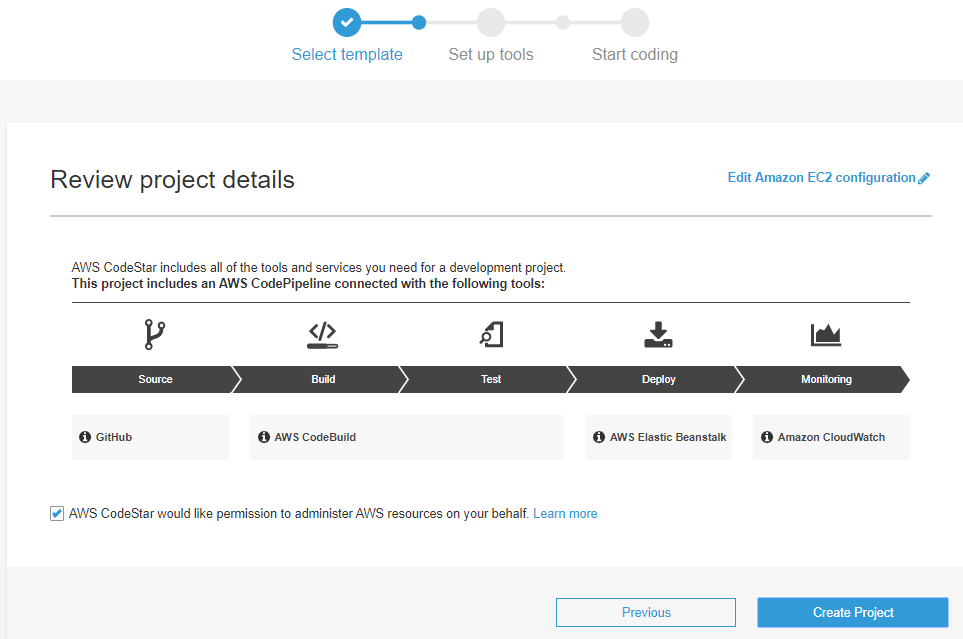 Select template
Set up tools
Start coding
Review project details
Edit Amazon EC2 configuration
AWS CodeStar includes all of the tools and services you need for a development project.
This project includes an AWS CodePipeline connected with the following tools:
Source
Build
Test
Deploy
Monitoring
GitHub
AWS CodeBuild
AWS Elastic Beanstalk
Amazon CloudWatch
AWS CodeStar would like permission to administer AWS resources on your behalf. Learn more
Previous
Create Project